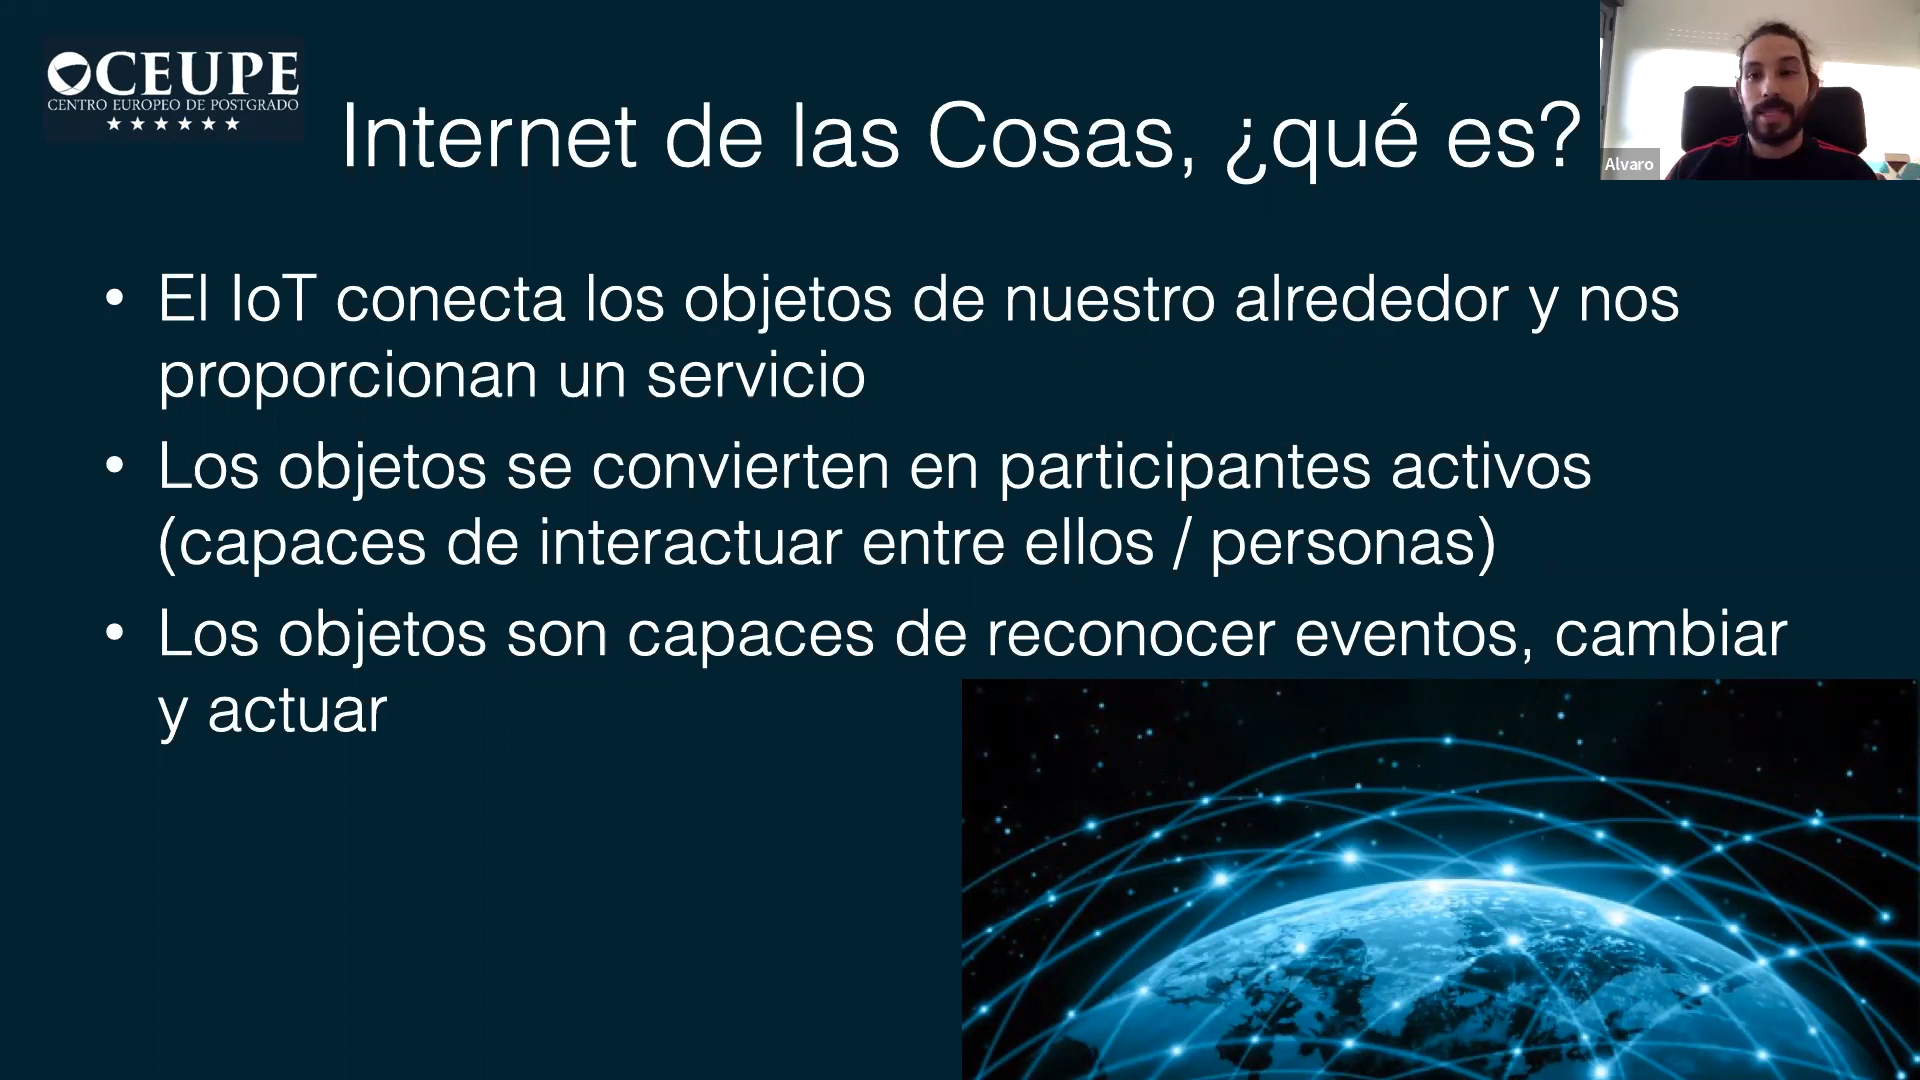 CEUPE
CENTRO EUROPEO DE POSTGRADO
Internet de las Cosas, ¿qué es?
Alvaro
• El IoT conecta los objetos de nuestro alrededor y nos
proporcionan un servicio
• Los objetos se convierten en participantes activos
(capaces de interactuar entre ellos / personas)
• Los objetos son capaces de reconocer eventos, cambiar
y actuar